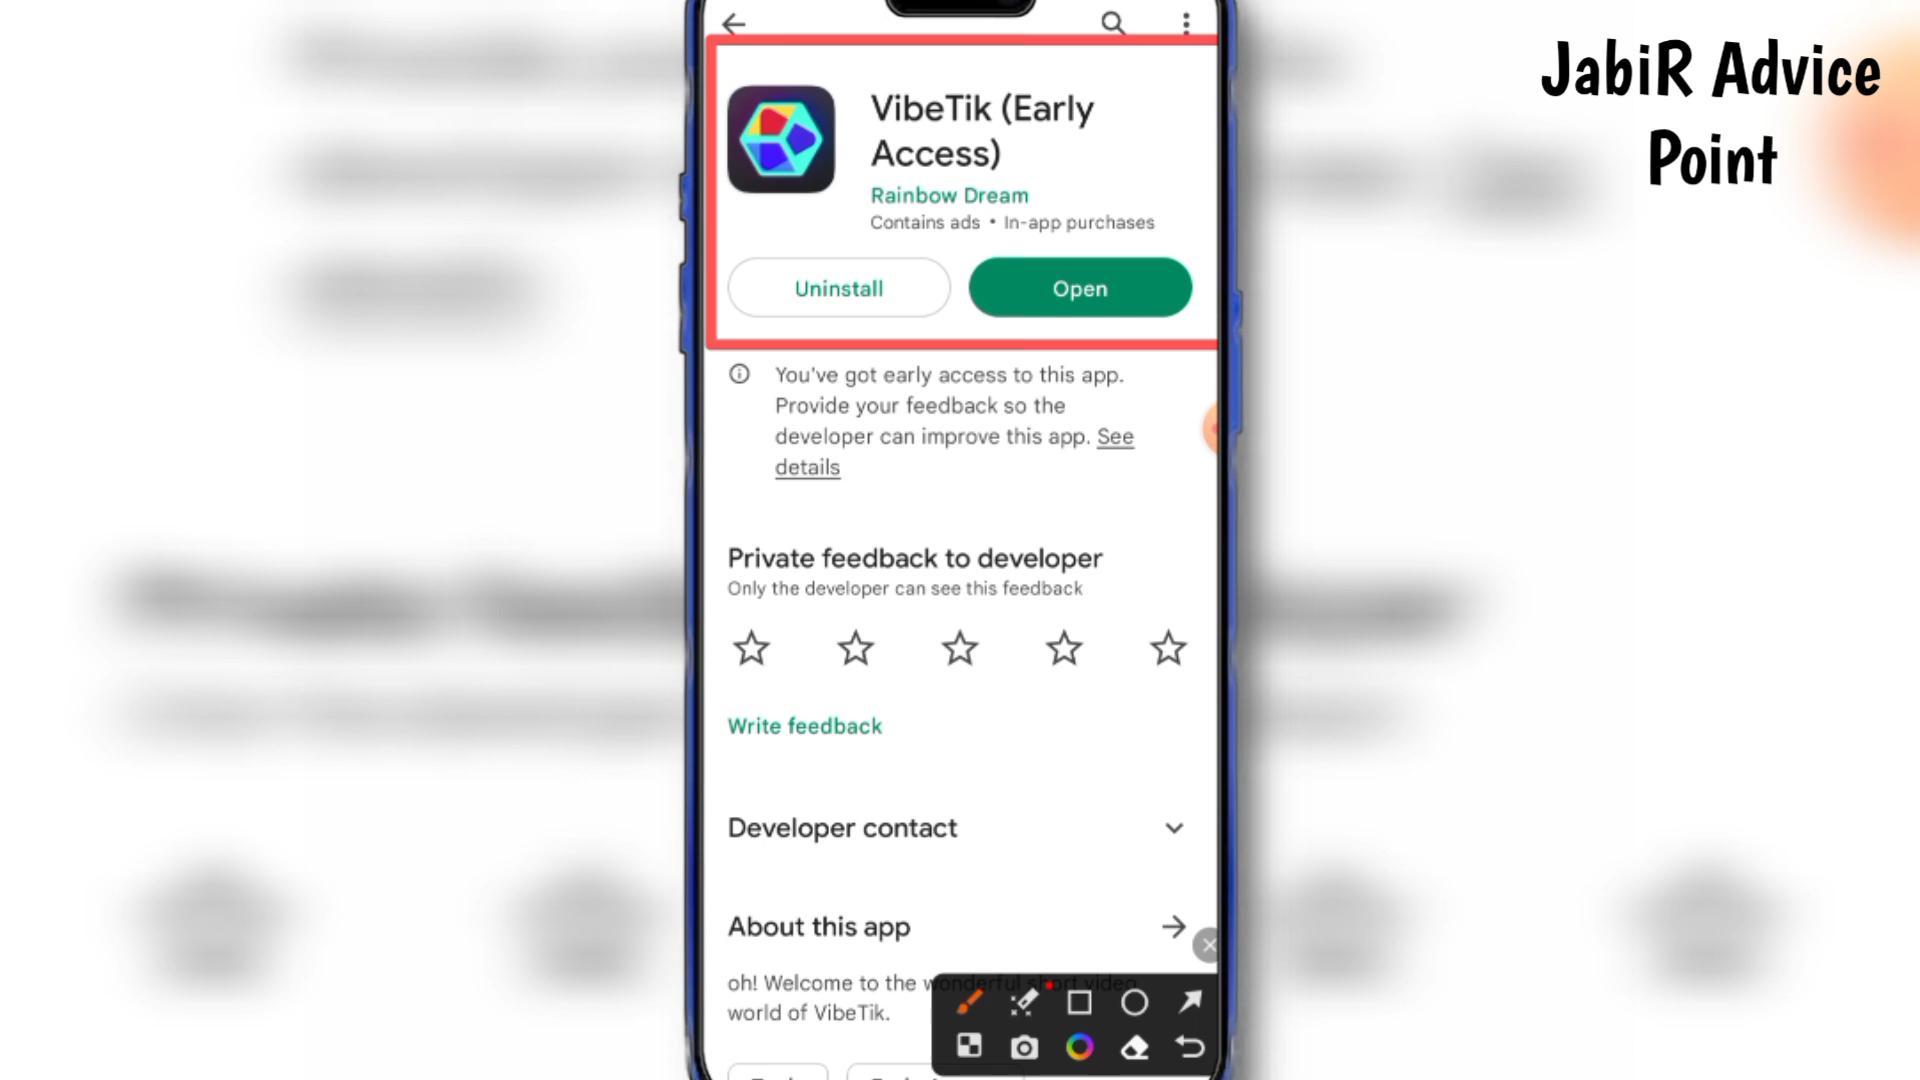 JabiR Advice
Point
VibeTik (Early
Access)
Rainbow Dream
Contains ads • In-app purchases
Uninstall
Open
You've got early access to this app.
Provide your feedback so the
developer can improve this app. See
details
Private feedback to developer
Only the developer can see this feedback
Write feedback
Developer contact
About this app
oh! Welcome to the wonderful short video
world of VibeTik.